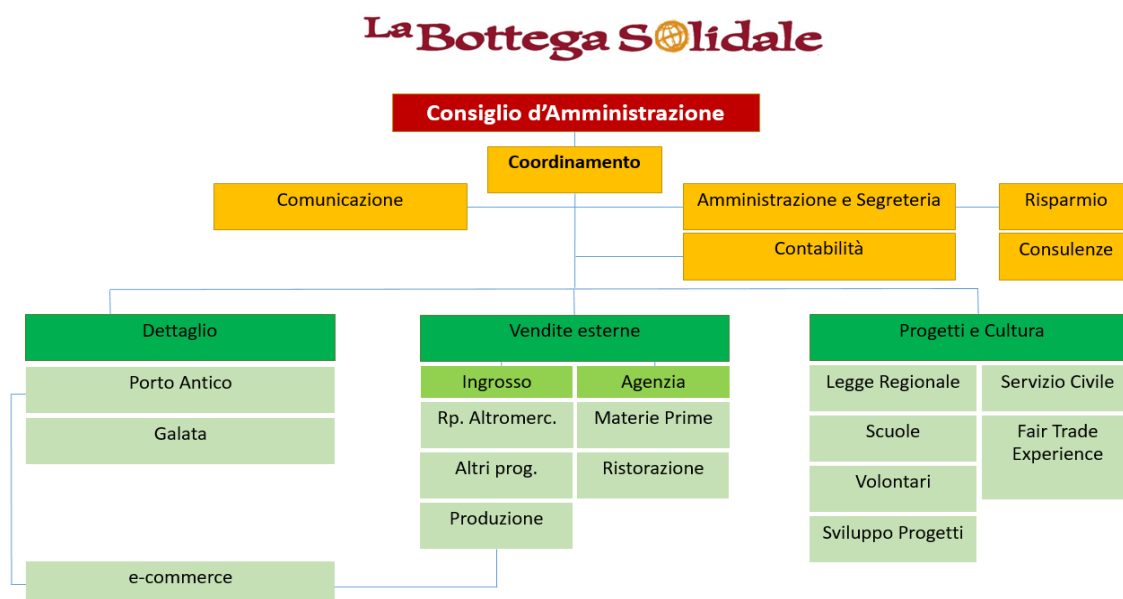 La Bottega Solidale
Consiglio d'Amministrazione
Coordinamento
Comunicazione
Amministrazione e Segreteria
Risparmio
Contabilità
Consulenze
Dettaglio
Vendite esterne
Progetti e Cultura
Porto Antico
Galata
e-commerce
Ingrosso
Agenzia
Rp. Altromerc.
Materie Prime
Altri prog.
Ristorazione
Produzione
Legge Regionale
Servizio Civile
Scuole
Fair Trade
Experience
Volontari
Sviluppo Progetti